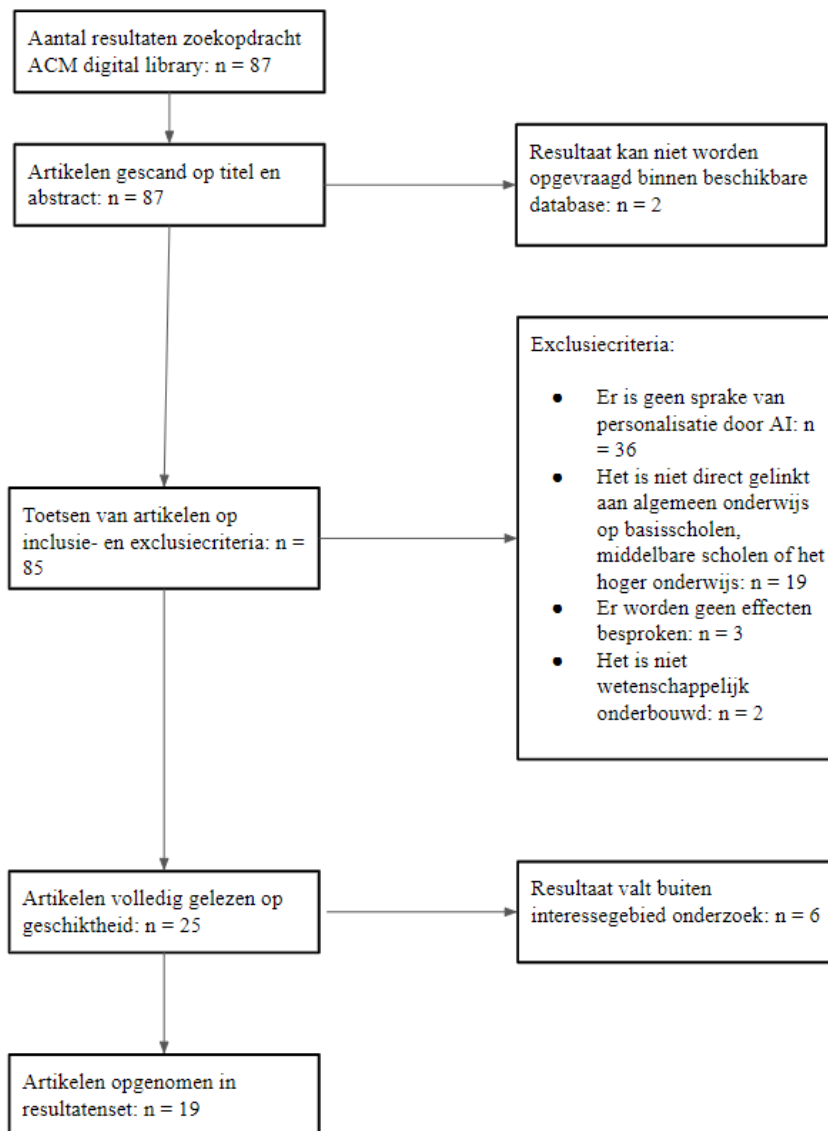 Aantal resultaten zoekopdracht
ACM digital library: n = 87
Artikelen gescand op titel en
abstract: n = 87
Resultaat kan niet worden
opgevraagd binnen beschikbare
database: n = 2
Exclusiecriteria:
● Er is geen sprake van
personalisatie door AI: n
= 36
● Het is niet direct gelinkt
aan algemeen onderwijs
op basisscholen,
middelbare scholen of het
hoger onderwijs: n = 19
● Er worden geen effecten
besproken: n = 3
● Het is niet
wetenschappelijk
onderbouwd: n = 2
Toetsen van artikelen op
inclusie- en exclusiecriteria: n =
85
Artikelen volledig gelezen op
geschiktheid: n = 25
Resultaat valt buiten
interessegebied onderzoek: n = 6
Artikelen opgenomen in
resultatenset: n = 19